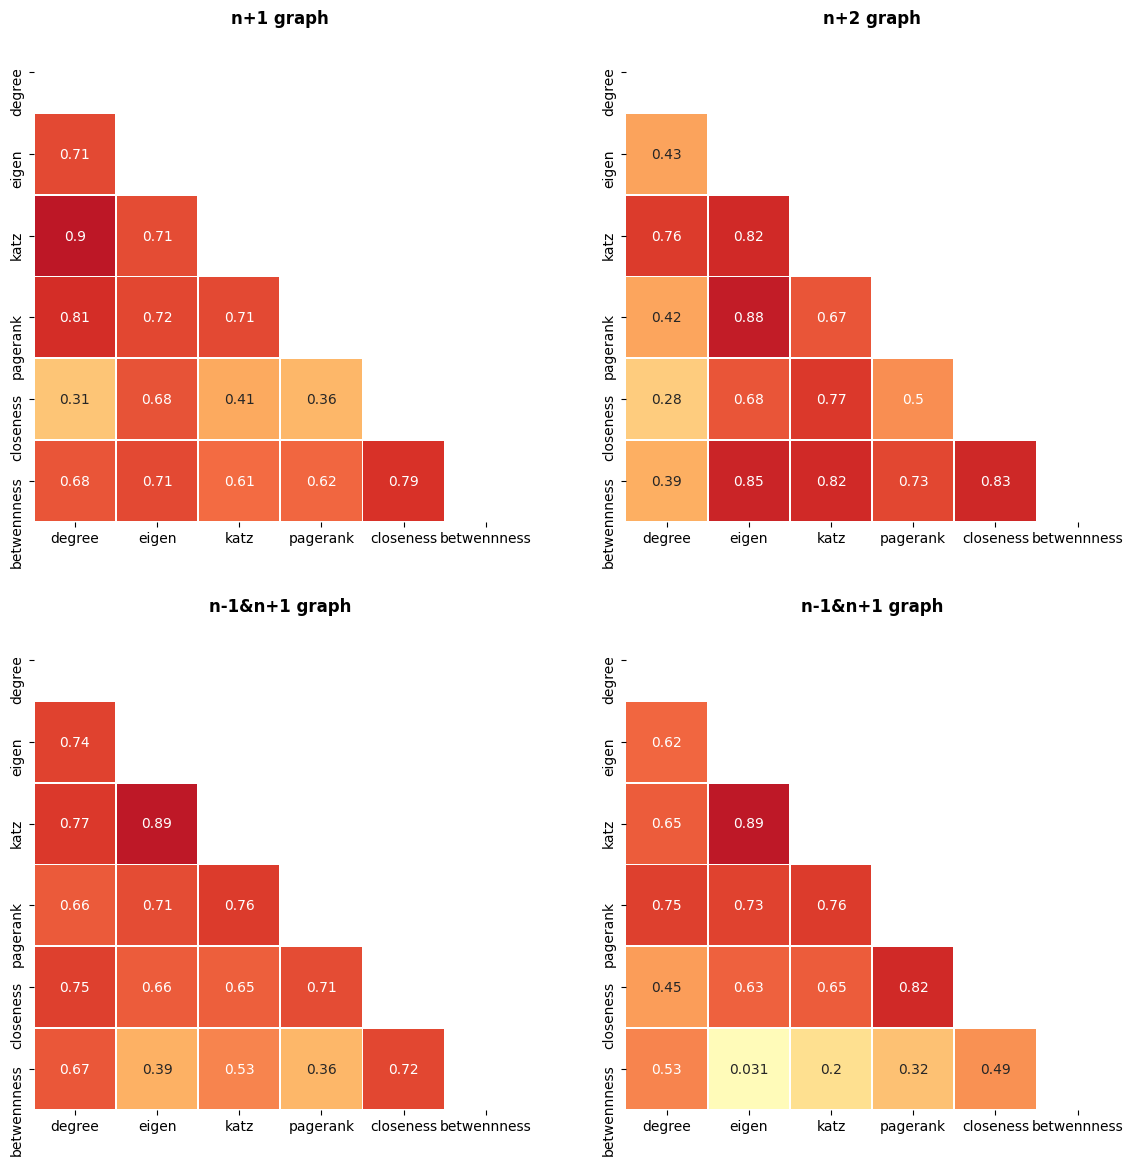 n+1 graph
degree
eigen
0.71
katz
0.9 0.71
pagerank
0.81 0.72 0.71
closeness
0.31 0.68 0.41 0.36
betwennness
0.68 0.71 0.61 0.62 0.79
degree eigen katz pagerank closeness betwennness
n+2 graph
degree
eigen
0.43
katz
0.76 0.82
pagerank
0.42 0.88 0.67
closeness
0.28 0.68 0.77 0.5
betwennness
0.39 0.85 0.82 0.73 0.83
degree eigen katz pagerank closeness betwennness
n-1&n+1 graph
degree
eigen
0.74
katz
0.77 0.89
pagerank
0.66 0.71 0.76
closeness
0.75 0.66 0.65 0.71
betwennness
0.67 0.39 0.53 0.36 0.72
degree eigen katz pagerank closeness betwennness
n-1&n+1 graph
degree
eigen
0.62
katz
0.65 0.89
pagerank
0.75 0.73 0.76
closeness
0.45 0.63 0.65 0.82
betwennness
0.53 0.031 0.2 0.32 0.49
degree eigen katz pagerank closeness betwennness